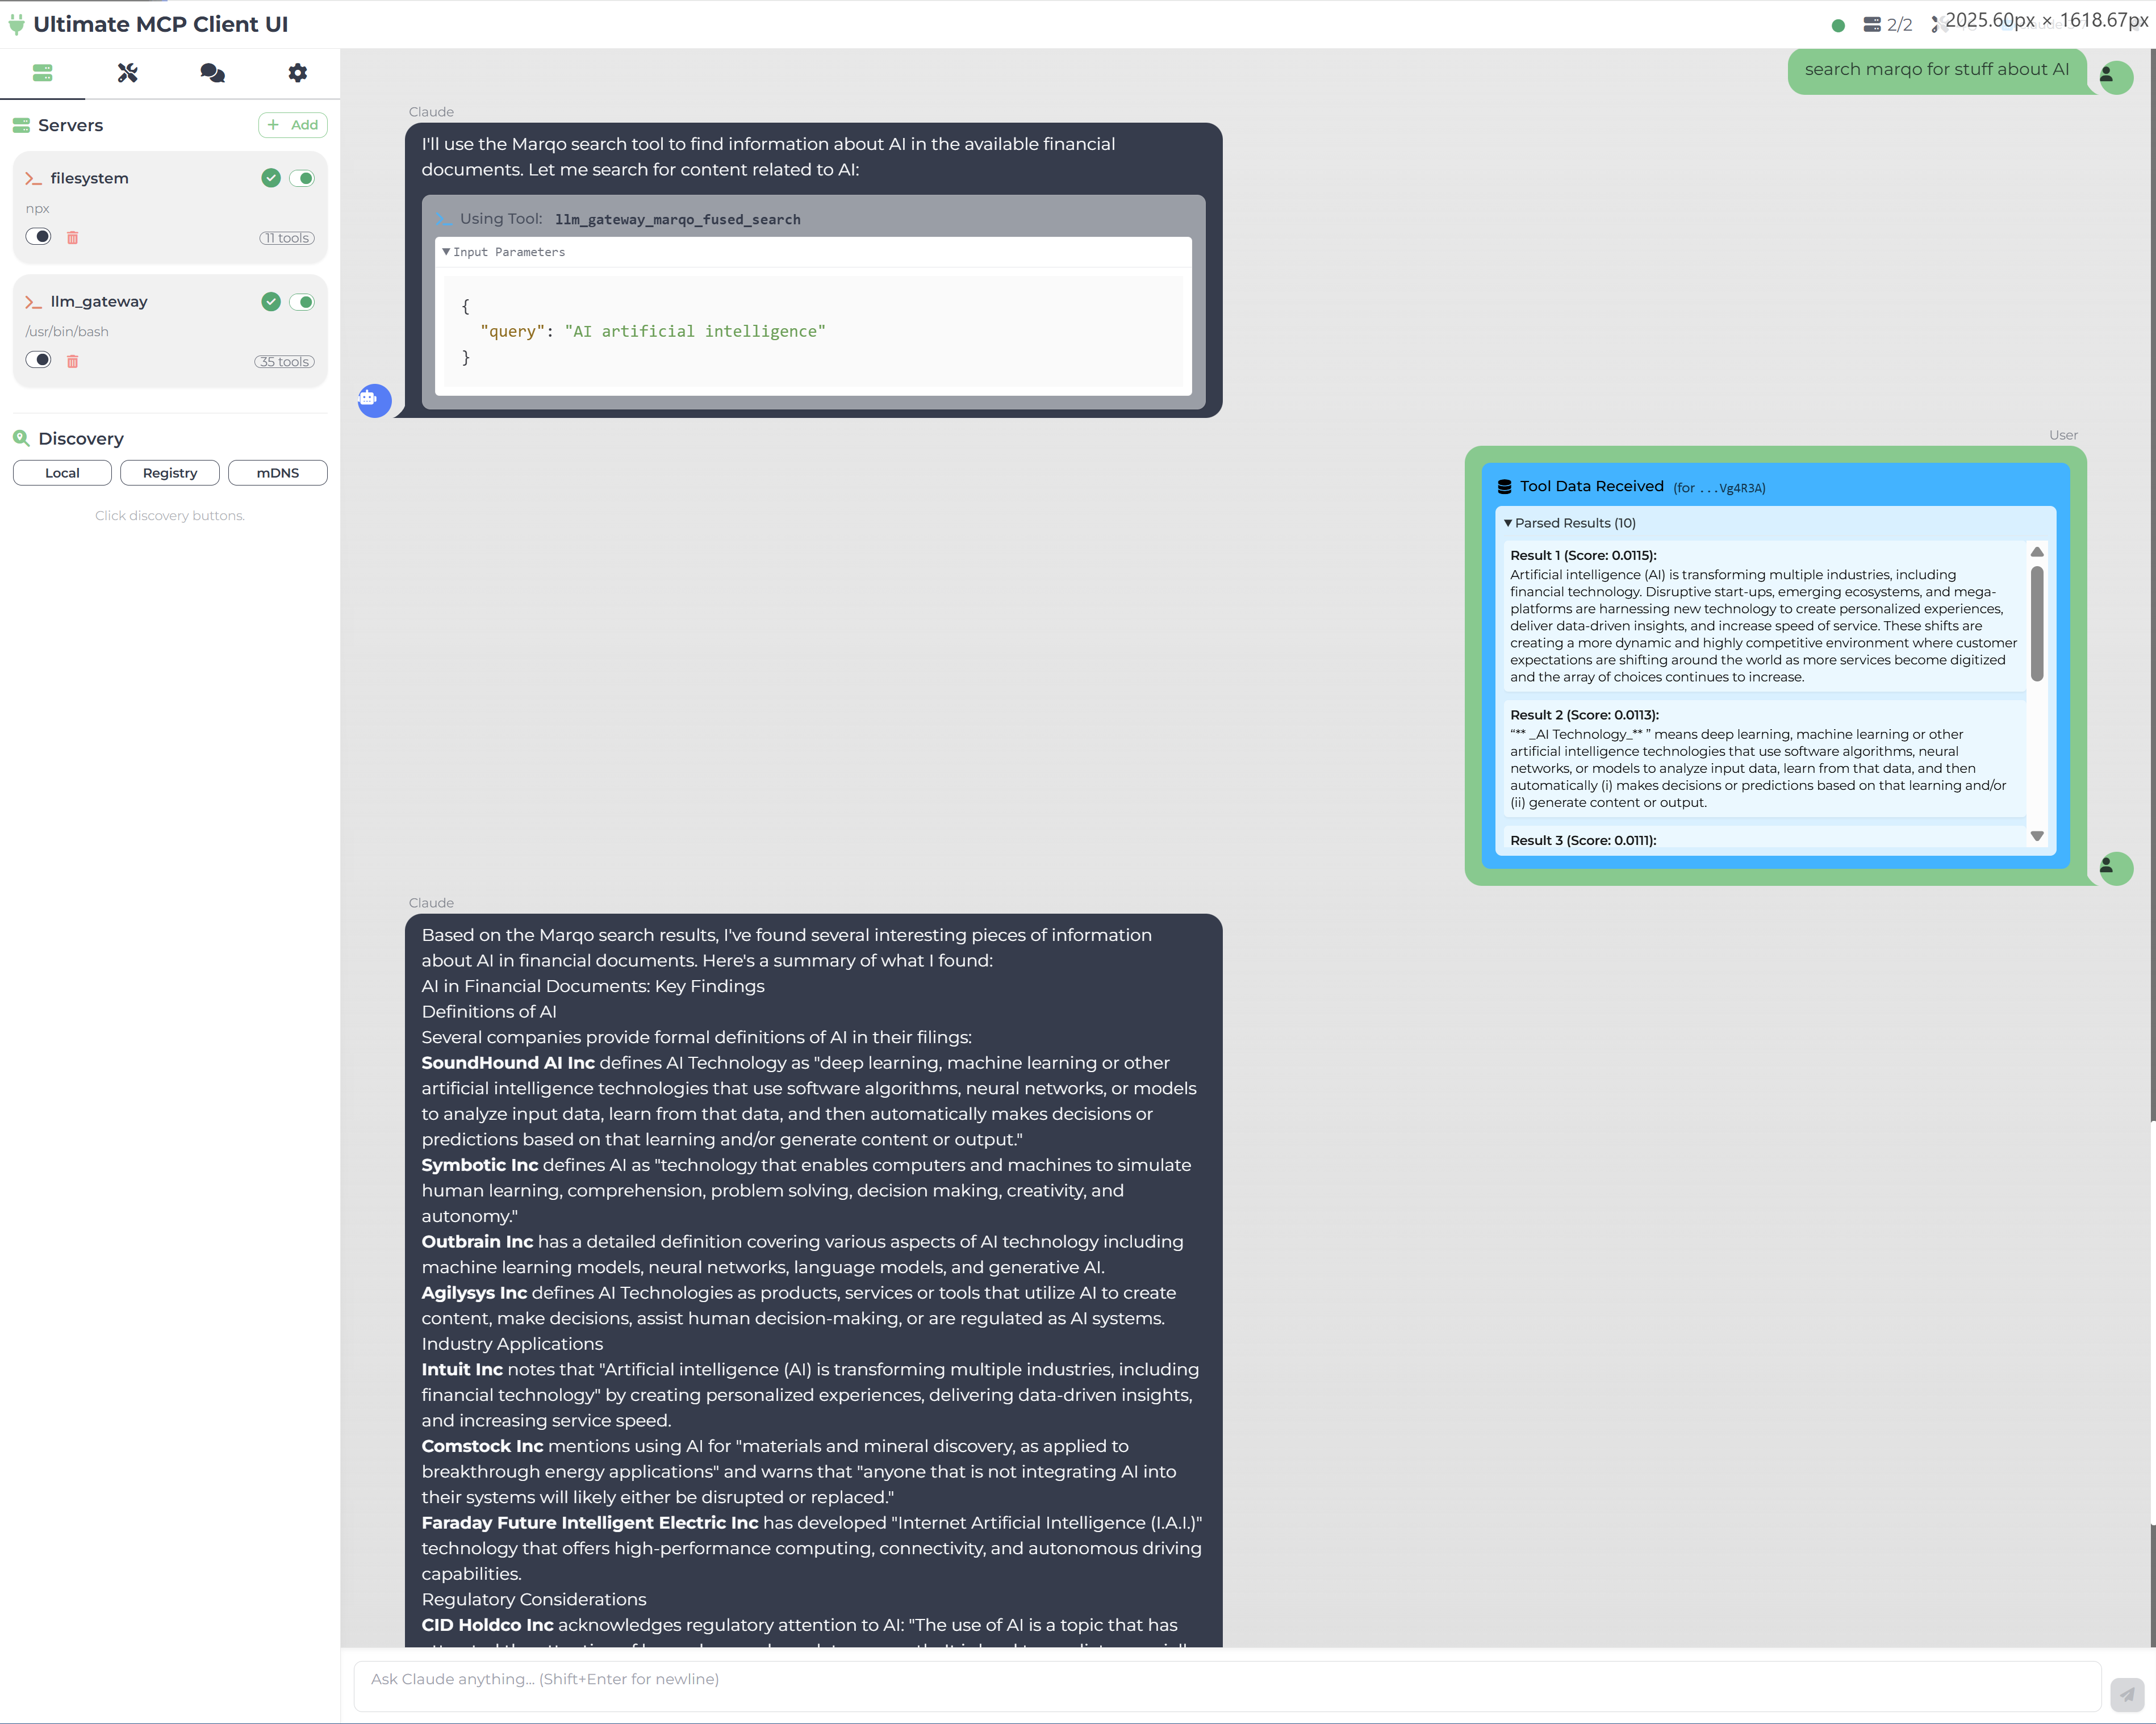 Ultimate MCP Client UI
2/2
2025.60px × 1618.67px
Servers
+ Add
filesystem
npx
11 tools
llm_gateway
/usr/bin/bash
35 tools
Discovery
Local
Registry
mDNS
Click discovery buttons.
search marqo for stuff about AI
Claude
I'll use the Marqo search tool to find information about AI in the available financial
documents. Let me search for content related to AI:
Using Tool: llm_gateway_marqo_fused_search
Input Parameters
{
"query": "AI artificial intelligence"
}
User
Tool Data Received (for ...Vg4R3A)
Parsed Results (10)
Result 1 (Score: 0.0115):
Artificial intelligence (AI) is transforming multiple industries, including
financial technology. Disruptive start-ups, emerging ecosystems, and mega-
platforms are harnessing new technology to create personalized experiences,
deliver data-driven insights, and increase speed of service. These shifts are
creating a more dynamic and highly competitive environment where customer
expectations are shifting around the world as more services become digitized
and the array of choices continues to increase.
Result 2 (Score: 0.0113):
“** _AI Technology_** ” means deep learning, machine learning or other
artificial intelligence technologies that use software algorithms, neural
networks, or models to analyze input data, learn from that data, and then
automatically (i) makes decisions or predictions based on that learning and/or
(ii) generate content or output.
Result 3 (Score: 0.0111):
Claude
Based on the Marqo search results, I've found several interesting pieces of information
about AI in financial documents. Here's a summary of what I found:
AI in Financial Documents: Key Findings
Definitions of AI
Several companies provide formal definitions of AI in their filings:
SoundHound AI Inc defines AI Technology as "deep learning, machine learning or other
artificial intelligence technologies that use software algorithms, neural networks, or models
to analyze input data, learn from that data, and then automatically makes decisions or
predictions based on that learning and/or generate content or output."
Symbotic Inc defines AI as "technology that enables computers and machines to simulate
human learning, comprehension, problem solving, decision making, creativity, and
autonomy."
Outbrain Inc has a detailed definition covering various aspects of AI technology including
machine learning models, neural networks, language models, and generative AI.
Agilysys Inc defines AI Technologies as products, services or tools that utilize AI to create
content, make decisions, assist human decision-making, or are regulated as AI systems.
Industry Applications
Intuit Inc notes that "Artificial intelligence (AI) is transforming multiple industries, including
financial technology" by creating personalized experiences, delivering data-driven insights,
and increasing service speed.
Comstock Inc mentions using AI for "materials and mineral discovery, as applied to
breakthrough energy applications" and warns that "anyone that is not integrating AI into
their systems will likely either be disrupted or replaced."
Faraday Future Intelligent Electric Inc has developed "Internet Artificial Intelligence (I.A.I.)"
technology that offers high-performance computing, connectivity, and autonomous driving
capabilities.
Regulatory Considerations
CID Holdco Inc acknowledges regulatory attention to AI: "The use of AI is a topic that has
Ask Claude anything... (Shift+Enter for newline)